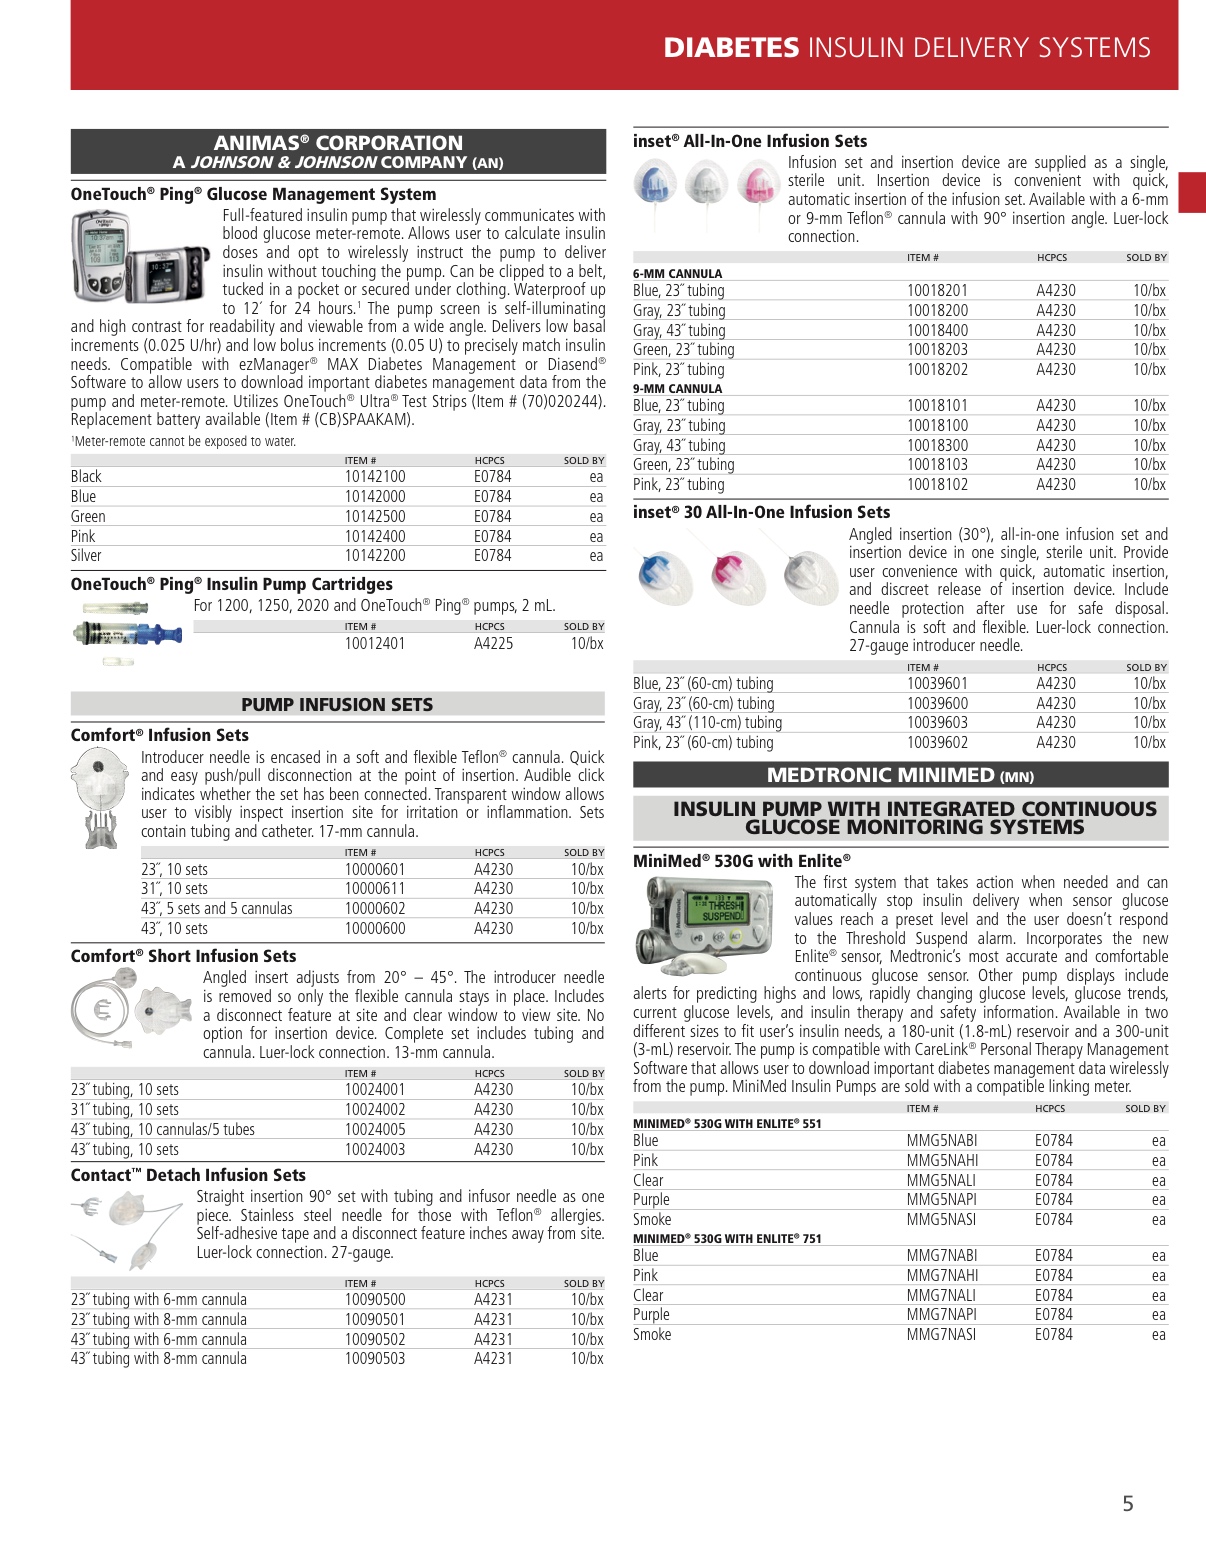 DIABETES INSULIN DELIVERY SYSTEMS
ANIMAS® CORPORATION
A JOHNSON & JOHNSON COMPANY (AN)
OneTouch® Ping® Glucose Management System
Full-featured insulin pump that wirelessly communicates with
blood glucose meter-remote. Allows user to calculate insulin
doses and opt to wirelessly instruct the pump to deliver
insulin without touching the pump. Can be clipped to a belt,
tucked in a pocket or secured under clothing. Waterproof up
to 12´ for 24 hours.¹ The pump screen is self-illuminating
and high contrast for readability and viewable from a wide angle. Delivers low basal
increments (0.025 U/hr) and low bolus increments (0.05 U) to precisely match insulin
needs. Compatible with ezManager® MAX Diabetes Management or Diasend®
Software to allow users to download important diabetes management data from the
pump and meter-remote. Utilizes OneTouch® Ultra® Test Strips (Item # (70)020244).
Replacement battery available (Item # (CB)SPAAKAM).
¹Meter-remote cannot be exposed to water.
ITEM # HCPCS SOLD BY
Black 10142100 E0784 ea
Blue 10142000 E0784 ea
Green 10142500 E0784 ea
Pink 10142400 E0784 ea
Silver 10142200 E0784 ea
OneTouch® Ping® Insulin Pump Cartridges
For 1200, 1250, 2020 and OneTouch® Ping® pumps, 2 mL.
ITEM # HCPCS SOLD BY
10012401 A4225 10/bx
PUMP INFUSION SETS
Comfort® Infusion Sets
Introducer needle is encased in a soft and flexible Teflon® cannula. Quick
and easy push/pull disconnection at the point of insertion. Audible click
indicates whether the set has been connected. Transparent window allows
user to visibly inspect insertion site for irritation or inflammation. Sets
contain tubing and catheter. 17-mm cannula.
ITEM # HCPCS SOLD BY
23˝, 10 sets 10000601 A4230 10/bx
31˝, 10 sets 10000611 A4230 10/bx
43˝, 5 sets and 5 cannulas 10000602 A4230 10/bx
43˝, 10 sets 10000600 A4230 10/bx
Comfort® Short Infusion Sets
Angled insert adjusts from 20° – 45°. The introducer needle
is removed so only the flexible cannula stays in place. Includes
a disconnect feature at site and clear window to view site. No
option for insertion device. Complete set includes tubing and
cannula. Luer-lock connection. 13-mm cannula.
ITEM # HCPCS SOLD BY
23˝ tubing, 10 sets 10024001 A4230 10/bx
31˝ tubing, 10 sets 10024002 A4230 10/bx
43˝ tubing, 10 cannulas/5 tubes 10024005 A4230 10/bx
43˝ tubing, 10 sets 10024003 A4230 10/bx
Contact™ Detach Infusion Sets
Straight insertion 90° set with tubing and infusor needle as one
piece. Stainless steel needle for those with Teflon® allergies.
Self-adhesive tape and a disconnect feature inches away from site.
Luer-lock connection. 27-gauge.
ITEM # HCPCS SOLD BY
23˝ tubing with 6-mm cannula 10090500 A4231 10/bx
23˝ tubing with 8-mm cannula 10090501 A4231 10/bx
43˝ tubing with 6-mm cannula 10090502 A4231 10/bx
43˝ tubing with 8-mm cannula 10090503 A4231 10/bx
inset® All-In-One Infusion Sets
Infusion set and insertion device are supplied as a single,
sterile unit. Insertion device is convenient with quick,
automatic insertion of the infusion set. Available with a 6-mm
or 9-mm Teflon® cannula with 90° insertion angle. Luer-lock
connection.
ITEM # HCPCS SOLD BY
6-MM CANNULA
Blue, 23˝ tubing 10018201 A4230 10/bx
Gray, 23˝ tubing 10018200 A4230 10/bx
Gray, 43˝ tubing 10018400 A4230 10/bx
Green, 23˝ tubing 10018203 A4230 10/bx
Pink, 23˝ tubing 10018202 A4230 10/bx
9-MM CANNULA
Blue, 23˝ tubing 10018101 A4230 10/bx
Gray, 23˝ tubing 10018100 A4230 10/bx
Gray, 43˝ tubing 10018300 A4230 10/bx
Green, 23˝ tubing 10018103 A4230 10/bx
Pink, 23˝ tubing 10018102 A4230 10/bx
inset® 30 All-In-One Infusion Sets
Angled insertion (30°), all-in-one infusion set and
insertion device in one single, sterile unit. Provide
user convenience with quick, automatic insertion,
and discreet release of insertion device. Include
needle protection after use for safe disposal.
Cannula is soft and flexible. Luer-lock connection.
27-gauge introducer needle.
ITEM # HCPCS SOLD BY
Blue, 23˝ (60-cm) tubing 10039601 A4230 10/bx
Gray, 23˝ (60-cm) tubing 10039600 A4230 10/bx
Gray, 43˝ (110-cm) tubing 10039603 A4230 10/bx
Pink, 23˝ (60-cm) tubing 10039602 A4230 10/bx
MEDTRONIC MINIMED (MN)
INSULIN PUMP WITH INTEGRATED CONTINUOUS
GLUCOSE MONITORING SYSTEMS
MiniMed® 530G with Enlite®
THRESH
SUSPEND
The first system that takes action when needed and can
automatically stop insulin delivery when sensor glucose
values reach a preset level and the user doesn't respond
to the Threshold Suspend alarm. Incorporates the new
Enlite® sensor, Medtronic's most accurate and comfortable
continuous glucose sensor. Other pump displays include
alerts for predicting highs and lows, rapidly changing glucose levels, glucose trends,
current glucose levels, and insulin therapy and safety information. Available in two
different sizes to fit user's insulin needs, a 180-unit (1.8-mL) reservoir and a 300-unit
(3-mL) reservoir. The pump is compatible with CareLink® Personal Therapy Management
Software that allows user to download important diabetes management data wirelessly
from the pump. MiniMed Insulin Pumps are sold with a compatible linking meter.
ITEM # HCPCS SOLD BY
MINIMED® 530G WITH ENLITE® 551
Blue MMG5NABI E0784 ea
Pink MMG5NAHI E0784 ea
Clear MMG5NALI E0784 ea
Purple MMG5NAPI E0784 ea
Smoke MMG5NASI E0784 ea
MINIMED® 530G WITH ENLITE® 751
Blue MMG7NABI E0784 ea
Pink MMG7NAHI E0784 ea
Clear MMG7NALI E0784 ea
Purple MMG7NAPI E0784 ea
Smoke MMG7NASI E0784 ea
5